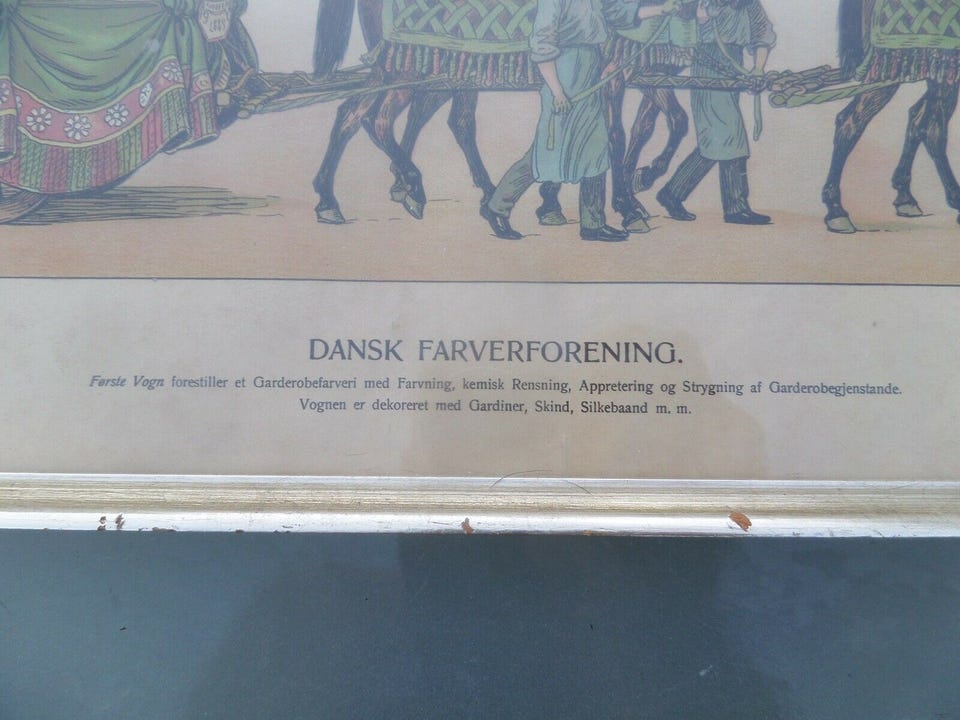 DANSK FARVERFORENING.
Første Vogn forestiller et Garderobefarveri med Farvning, kemisk Rensning, Appretering og Strygning af Garderobegjenstande.
Vognen er dekoreret med Gardiner, Skind, Silkebaand m. m.